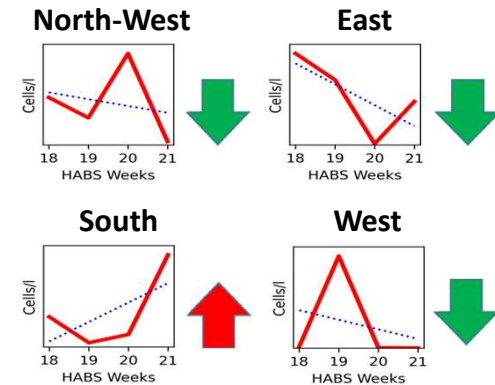 North-West
Cells/l
18 19 20 21
HABS Weeks
East
Cells/l
18 19 20 21
HABS Weeks
South
Cells/l
18 19 20 21
HABS Weeks
West
Cells/l
18 19 20 21
HABS Weeks